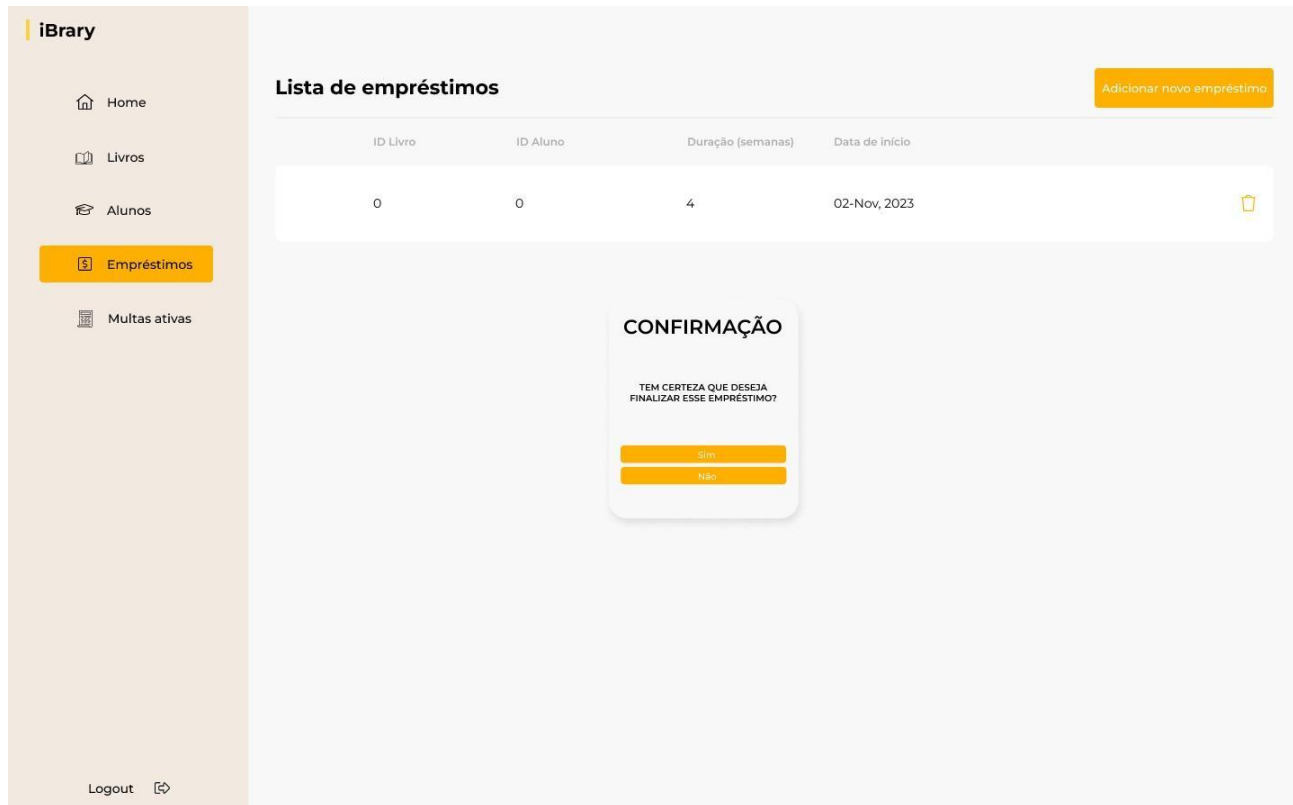 iBrary
Home
Livros
Alunos
Empréstimos
Multas ativas
Logout
Lista de empréstimos
Adicionar novo empréstimo
ID Livro ID Aluno Duração (semanas) Data de início
0 0 4 02-Nov, 2023
CONFIRMAÇÃO
TEM CERTEZA QUE DESEJA
FINALIZAR ESSE EMPRÉSTIMO?
Sim
Não